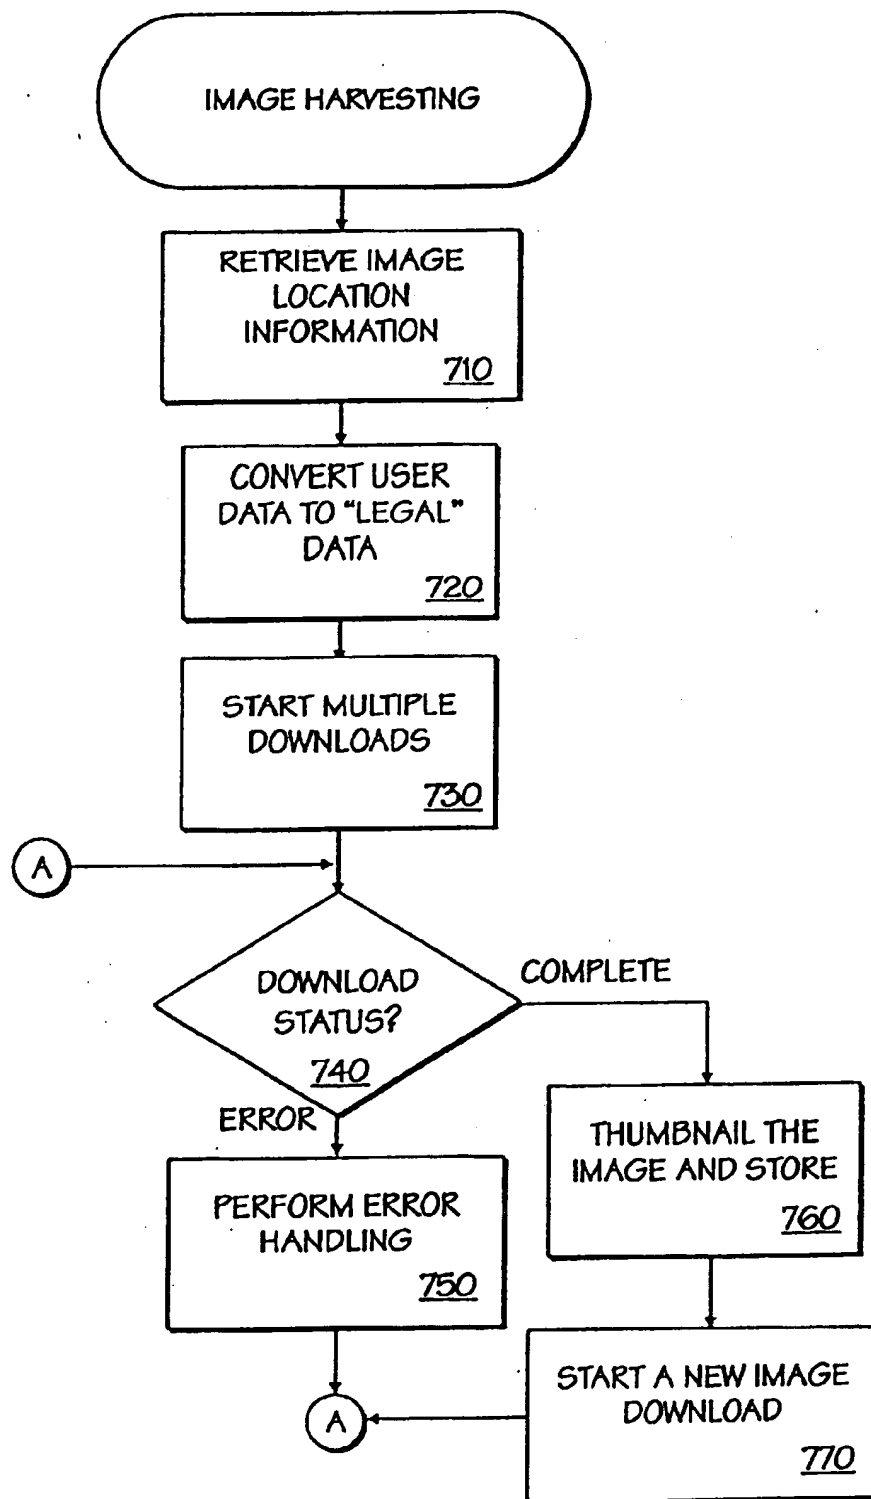 IMAGE HARVESTING
RETRIEVE IMAGE
LOCATION
INFORMATION
710
CONVERT USER
DATA TO "LEGAL"
DATA
720
START MULTIPLE
DOWNLOADS
730
A
DOWNLOAD
STATUS?
740
COMPLETE
ERROR
THUMBNAIL THE
IMAGE AND STORE
760
PERFORM ERROR
HANDLING
750
START A NEW IMAGE
DOWNLOAD
770
A